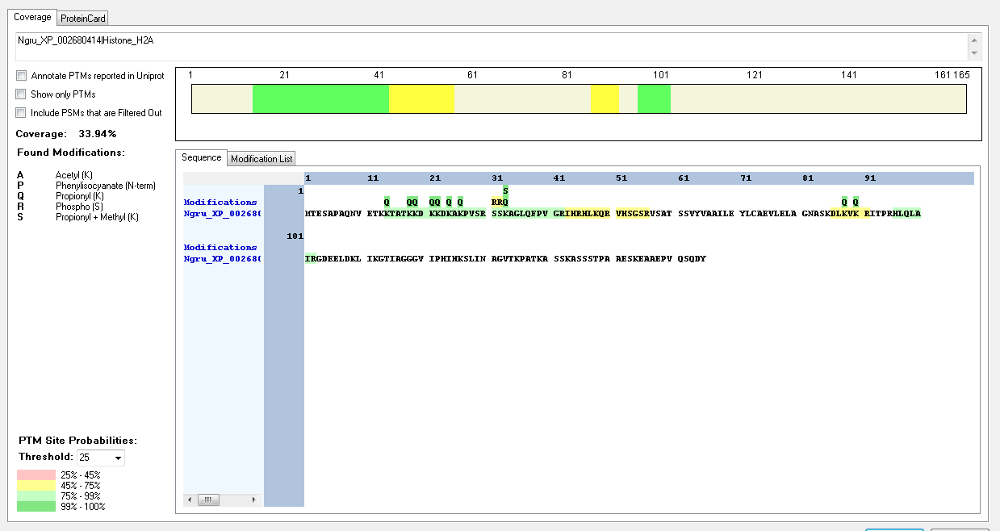 Coverage ProteinCard
Ngru_XP_002680414|Histone_H2A
Annotate PTMs reported in Uniprot
Show only PTMs
Include PSMs that are Filtered Out
Coverage: 33.94%
Found Modifications:
A Acetyl (K)
P Phenylisocyanate (N-term)
Q Propionyl (K)
R Phospho (S)
S Propionyl + Methyl (K)
1 21 41 61 81 101 121 141 161 165
Sequence Modification List
1 11 21 31 41 51 61 71 81 91
1 S
Modifications Q QQ QQ Q Q RRQ Q Q
Ngru_XP_00268( MTESAPAQNV ETKKTATKKD KKDKAKPVSR SSKAGLQFPV GRIHRHLKQR VHSGSRVSAT SSVYVAAILE YLCAEVLELA GNASKDLKVK RITPRHLQLA
101
Modifications
Ngru_XP_00268( IRGDEELDKL IKGTIAGGGV IPHIHKSLIN AGVTKPATKA SSKASSSTPA AESKEAAEPV QSQDY
PTM Site Probabilities:
Threshold: 25
25% - 45%
45% - 75%
75% - 99%
99% - 100%